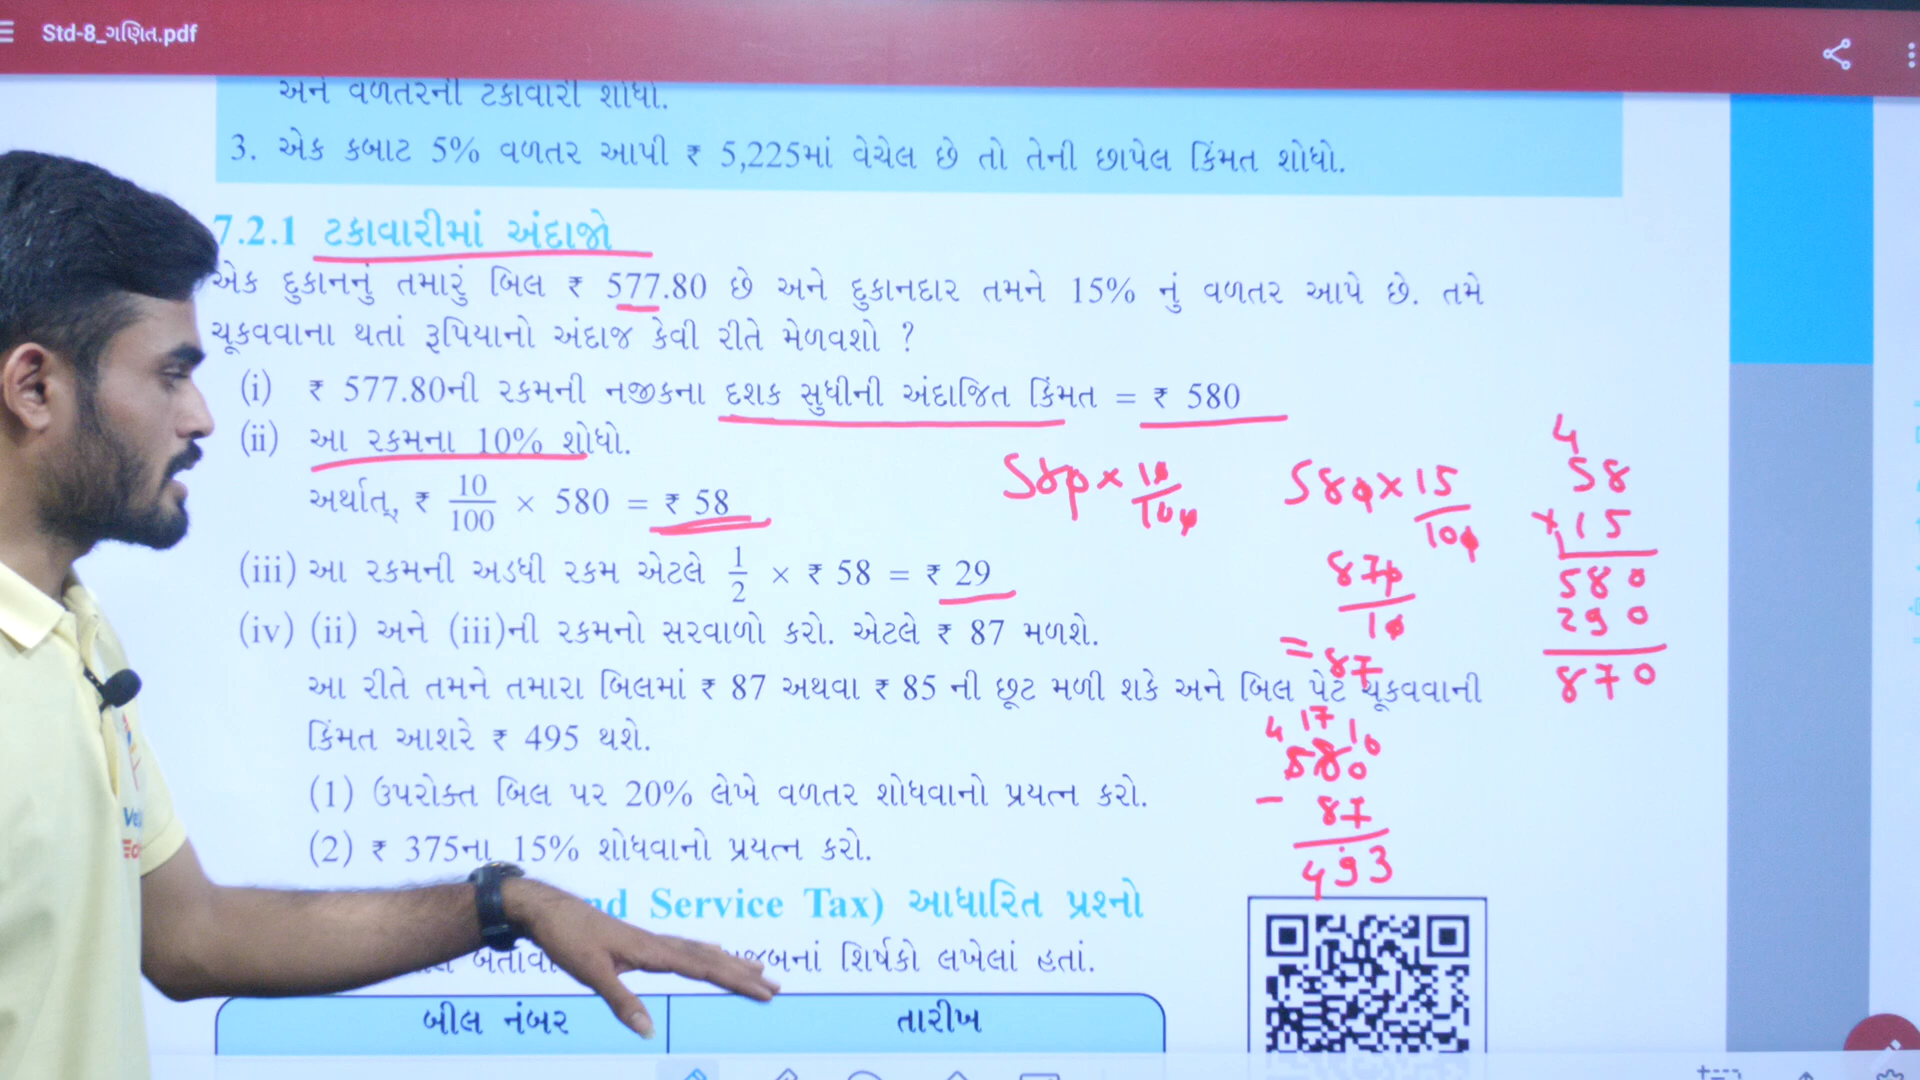 Std-8_ગણિત.pdf
અને વળતરની ટકાવારી શોધો.
3. એક કબાટ 5% વળતર આપી ₹ 5,225માં વેચેલ છે તો તેની છાપેલ કિંમત શોધો.
7.2.1 ટકાવારીમાં અંદાજો
એક દુકાનનું તમારું બિલ ₹ 577.80 છે અને દુકાનદાર તમને 15% નું વળતર આપે છે. તમે
ચૂકવવાના થતાં રૂપિયાનો અંદાજ કેવી રીતે મેળવશો ?
(i) ₹ 577.80ની રકમની નજીકના દશક સુધીની અંદાજિત કિંમત = ₹ 580
(ii) આ રકમના 10% શોધો.
અર્થાત્, ₹ 10/100 × 580 = ₹ 58
(iii) આ રકમની અડધી રકમ એટલે 1/2 × ₹ 58 = ₹ 29
(iv) (ii) અને (iii)ની રકમનો સરવાળો કરો. એટલે ₹ 87 મળશે.
આ રીતે તમને તમારા બિલમાં ₹ 87 અથવા ₹ 85 ની છૂટ મળી શકે અને બિલ પેટે ચૂકવવાની
કિંમત આશરે ₹ 495 થશે.
(1) ઉપરોક્ત બિલ પર 20% લેખે વળતર શોધવાનો પ્રયત્ન કરો.
(2) ₹ 375ના 15% શોધવાનો પ્રયત્ન કરો.
nd Service Tax) આધારિત પ્રશ્નો
શિર્ષકો લખેલાં હતાં.
બીલ નંબર તારીખ
580 × 10/100
580 × 15/100
870/10
= 87
4 17 10
580
- 87
493
4
58
× 15
580
290
870